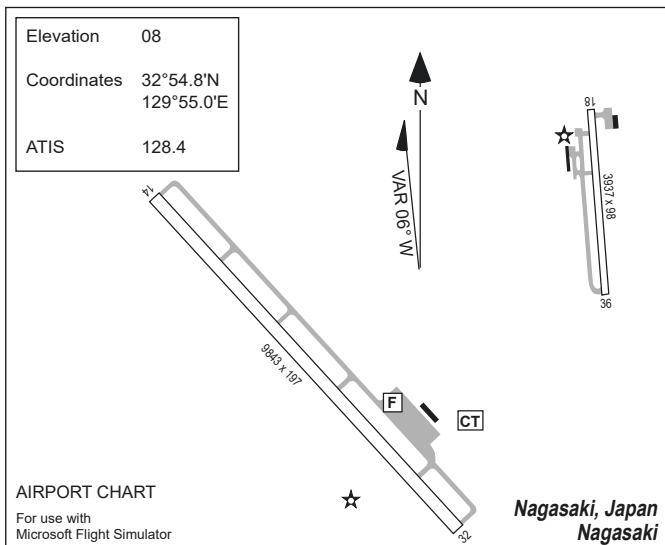 Elevation 08
Coordinates 32°54.8'N
129°55.0'E
ATIS 128.4
N
VAR 06° W
18
3937 x 98
36
14
9843 x 197
F
CT
32
AIRPORT CHART
For use with
Microsoft Flight Simulator
Nagasaki, Japan
Nagasaki